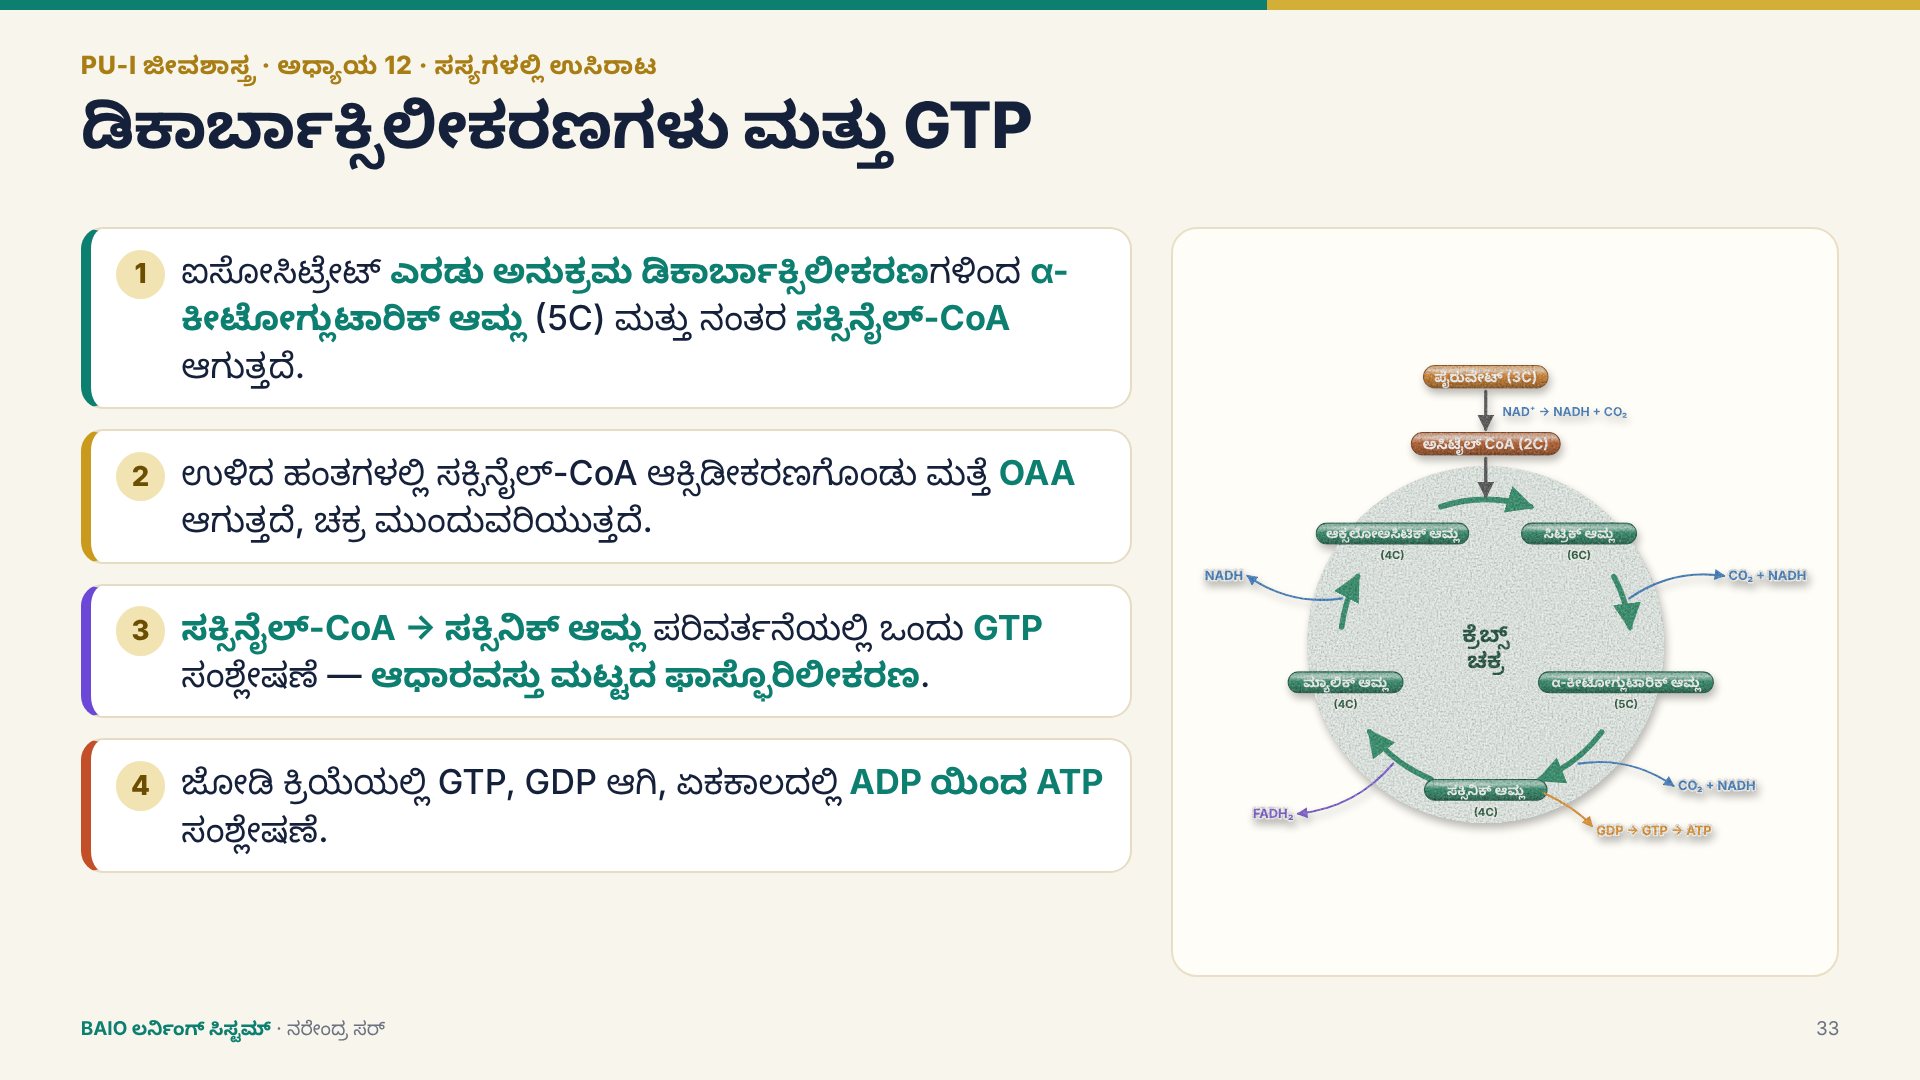 PU-I ಜೀವಶಾಸ್ತ್ರ · ಅಧ್ಯಾಯ 12 · ಸಸ್ಯಗಳಲ್ಲಿ ಉಸಿರಾಟ
ಡಿಕಾರ್ಬಾಕ್ಸಿಲೀಕರಣಗಳು ಮತ್ತು GTP
1 ಐಸೋಸಿಟ್ರೇಟ್ ಎರಡು ಅನುಕ್ರಮ ಡಿಕಾರ್ಬಾಕ್ಸಿಲೀಕರಣಗಳಿಂದ α-
ಕೀಟೋಗ್ಲುಟಾರಿಕ್ ಆಮ್ಲ (5C) ಮತ್ತು ನಂತರ ಸಕ್ಸಿನೈಲ್-CoA
ಆಗುತ್ತದೆ.
2 ಉಳಿದ ಹಂತಗಳಲ್ಲಿ ಸಕ್ಸಿನೈಲ್-CoA ಆಕ್ಸಿಡೀಕರಣಗೊಂಡು ಮತ್ತೆ OAA
ಆಗುತ್ತದೆ, ಚಕ್ರ ಮುಂದುವರಿಯುತ್ತದೆ.
3 ಸಕ್ಸಿನೈಲ್-CoA → ಸಕ್ಸಿನಿಕ್ ಆಮ್ಲ ಪರಿವರ್ತನೆಯಲ್ಲಿ ಒಂದು GTP
ಸಂಶ್ಲೇಷಣೆ — ಆಧಾರವಸ್ತು ಮಟ್ಟದ ಫಾಸ್ಫೊರಿಲೀಕರಣ.
4 ಜೋಡಿ ಕ್ರಿಯೆಯಲ್ಲಿ GTP, GDP ಆಗಿ, ಏಕಕಾಲದಲ್ಲಿ ADP ಯಿಂದ ATP
ಸಂಶ್ಲೇಷಣೆ.
ಪೈರುವೇಟ್ (3C)
NAD⁺ → NADH + CO₂
ಅಸಿಟೈಲ್ CoA (2C)
ಆಕ್ಸಲೋಅಸಿಟಿಕ್ ಆಮ್ಲ
(4C)
ಸಿಟ್ರಿಕ್ ಆಮ್ಲ
(6C)
NADH
CO₂ + NADH
ಕ್ರೆಬ್ಸ್
ಚಕ್ರ
ಮ್ಯಾಲಿಕ್ ಆಮ್ಲ
(4C)
α-ಕೀಟೋಗ್ಲುಟಾರಿಕ್ ಆಮ್ಲ
(5C)
ಸಕ್ಸಿನಿಕ್ ಆಮ್ಲ
(4C)
CO₂ + NADH
FADH₂
GDP → GTP → ATP
BAIO ಲರ್ನಿಂಗ್ ಸಿಸ್ಟಮ್ · ನರೇಂದ್ರ ಸರ್
33